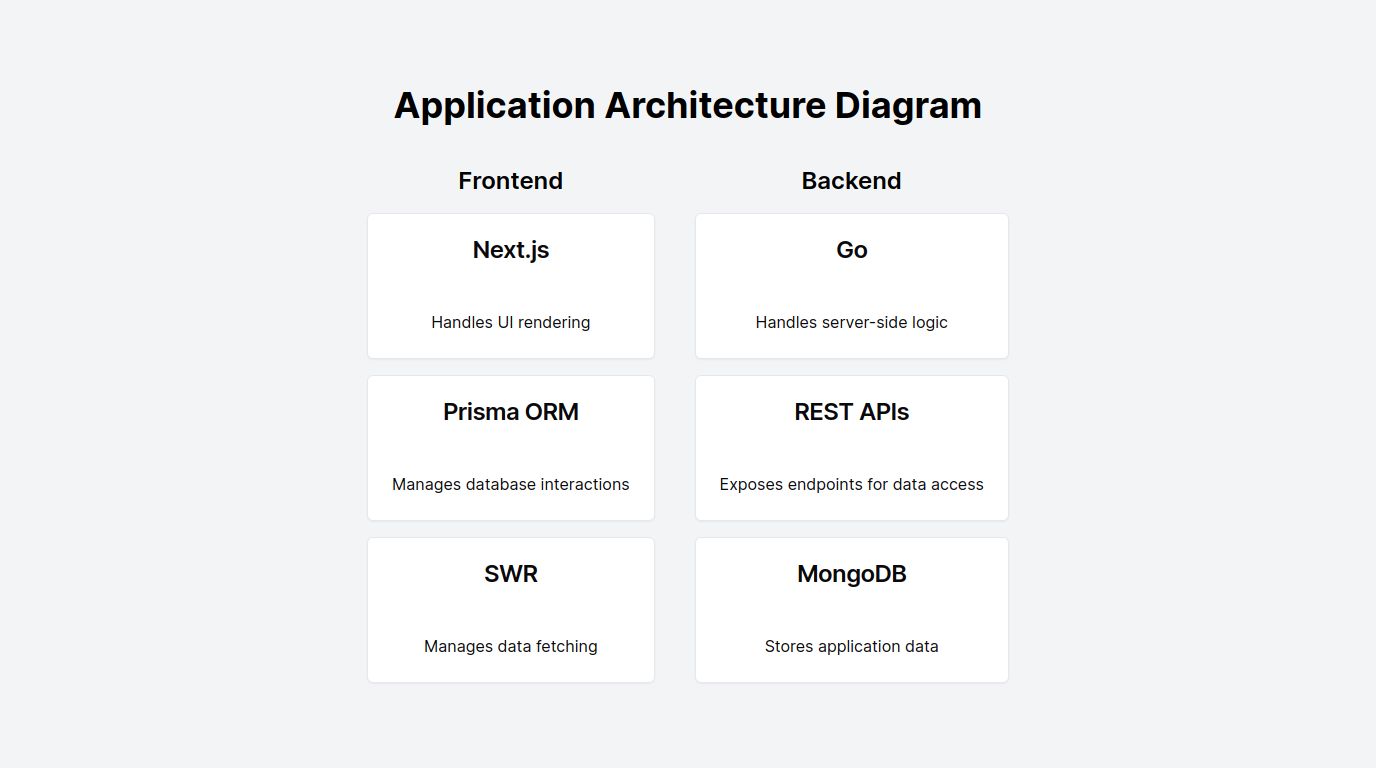 Application Architecture Diagram
Frontend
Next.js
Handles UI rendering
Prisma ORM
Manages database interactions
SWR
Manages data fetching
Backend
Go
Handles server-side logic
REST APIs
Exposes endpoints for data access
MongoDB
Stores application data